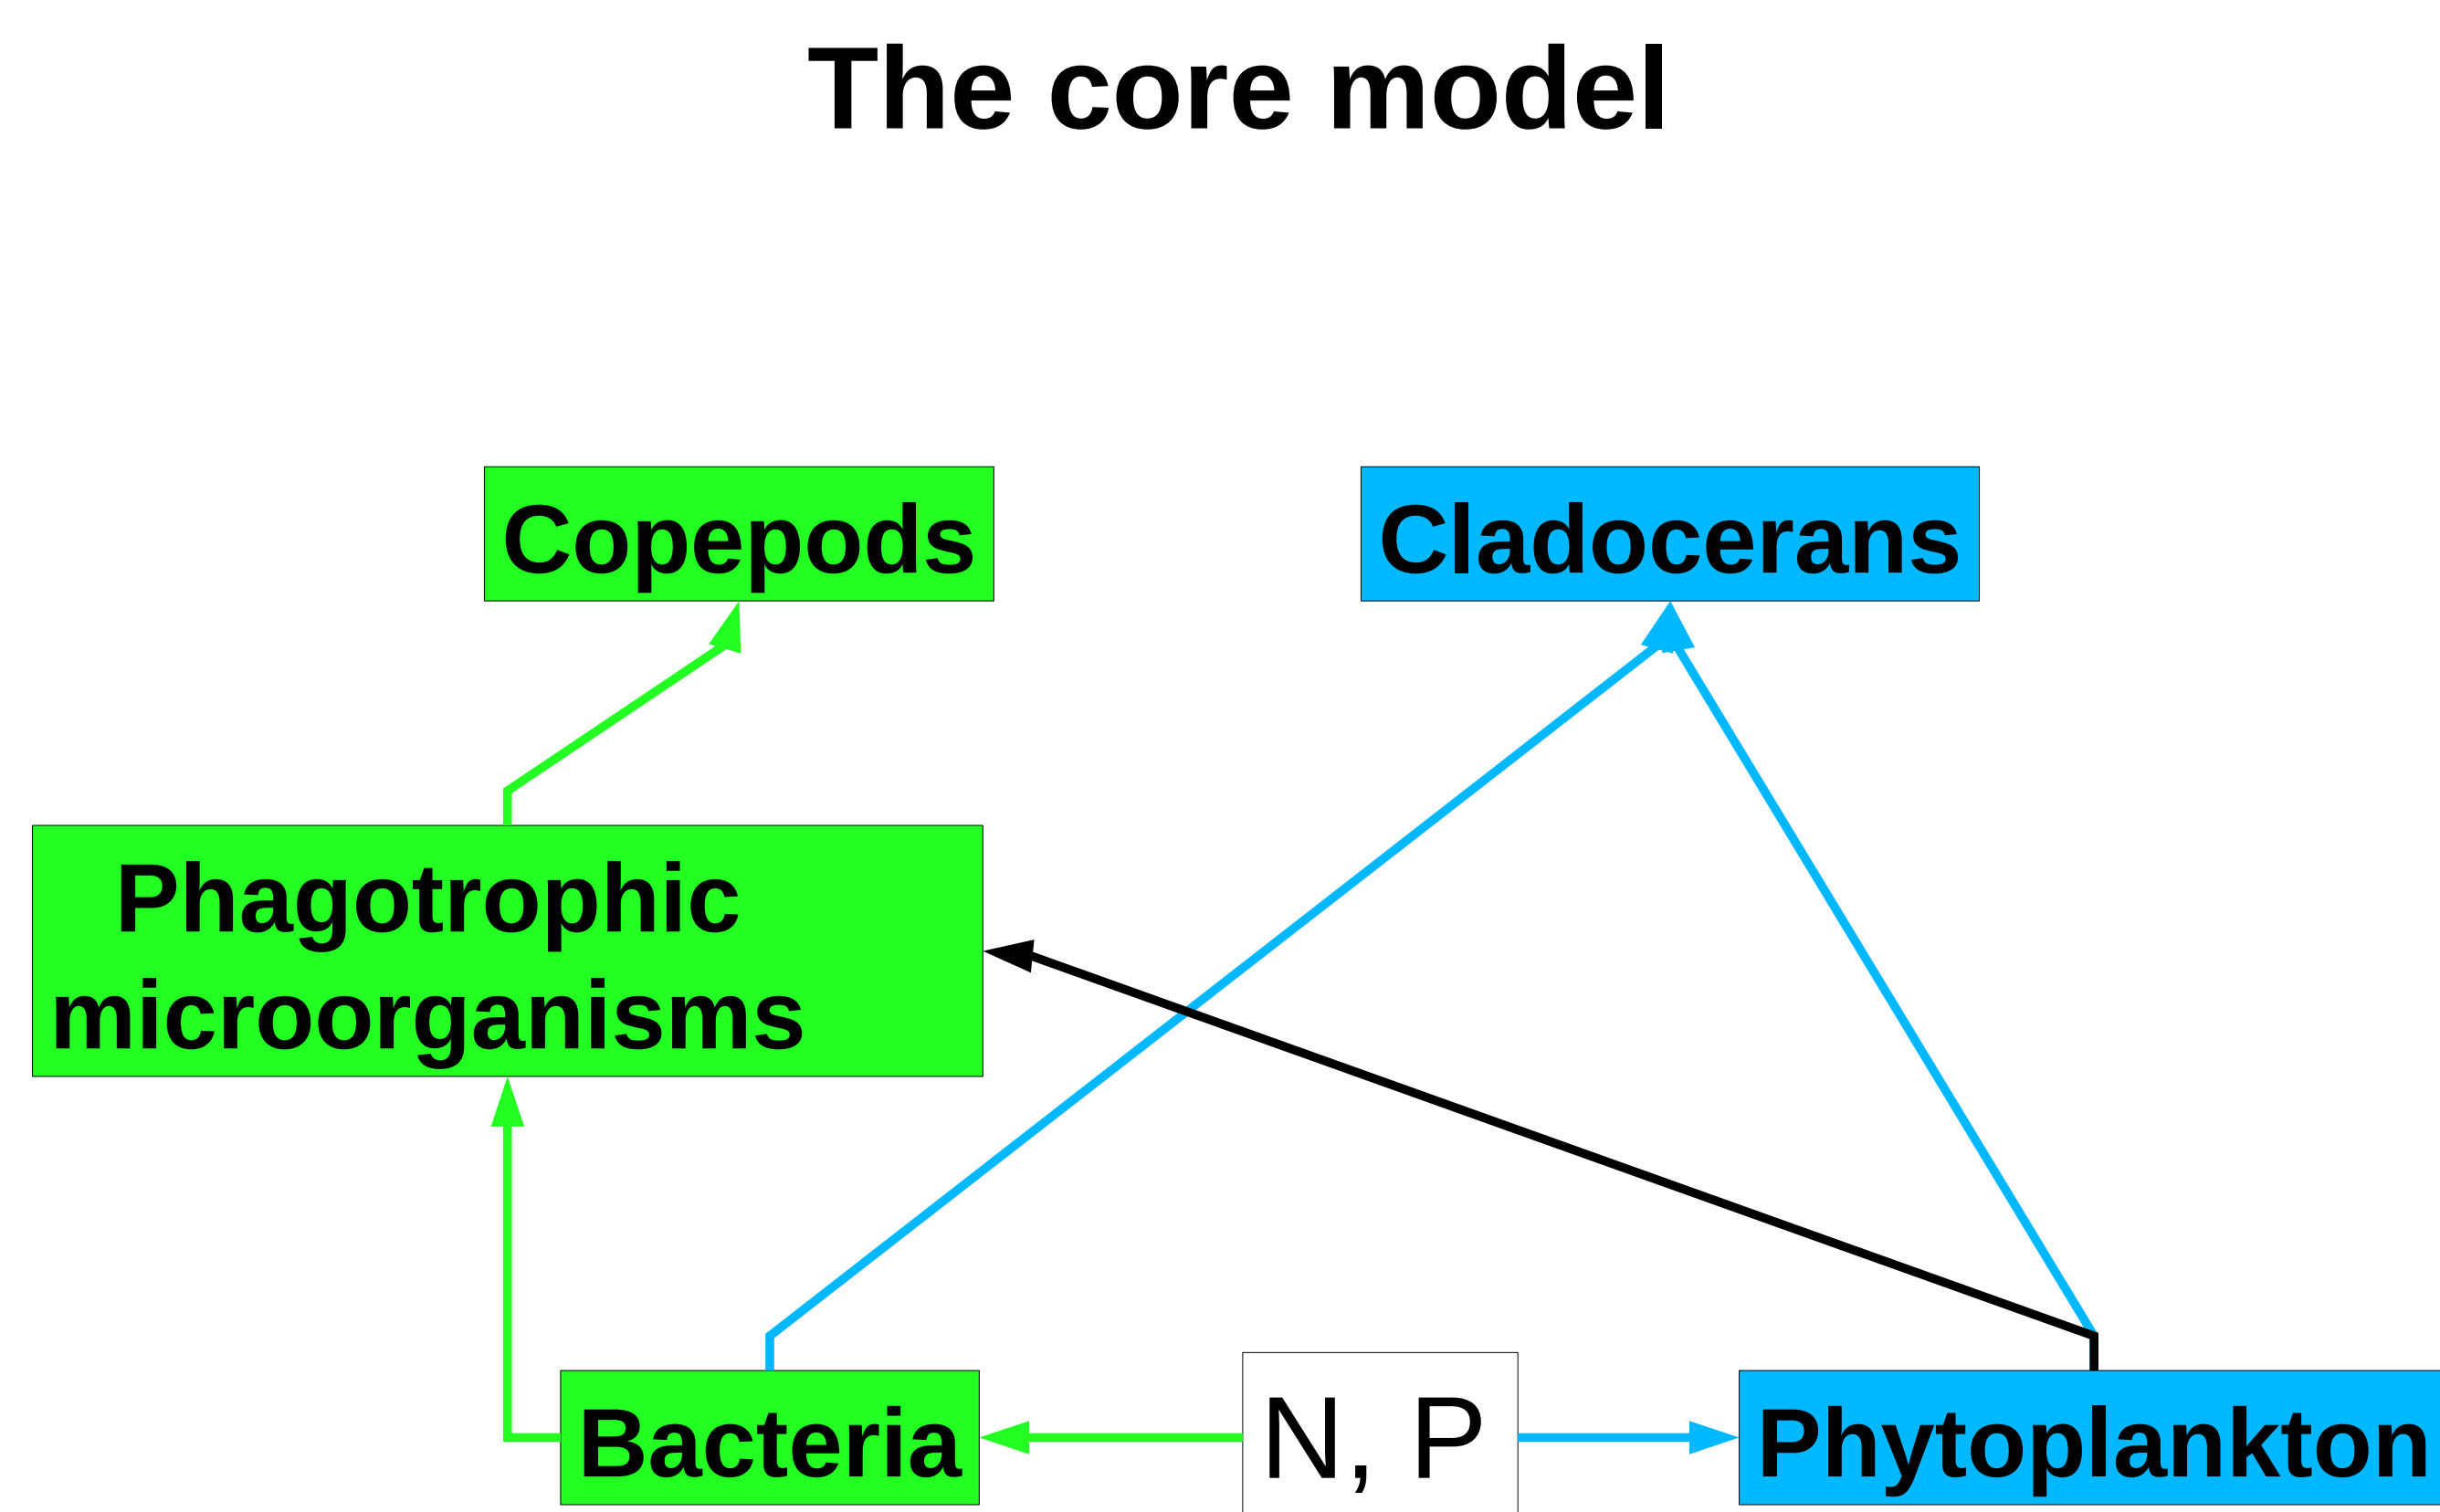 The core model
Copepods
Cladocerans
Phagotrophic
microorganisms
Bacteria
N, P
Phytoplankton